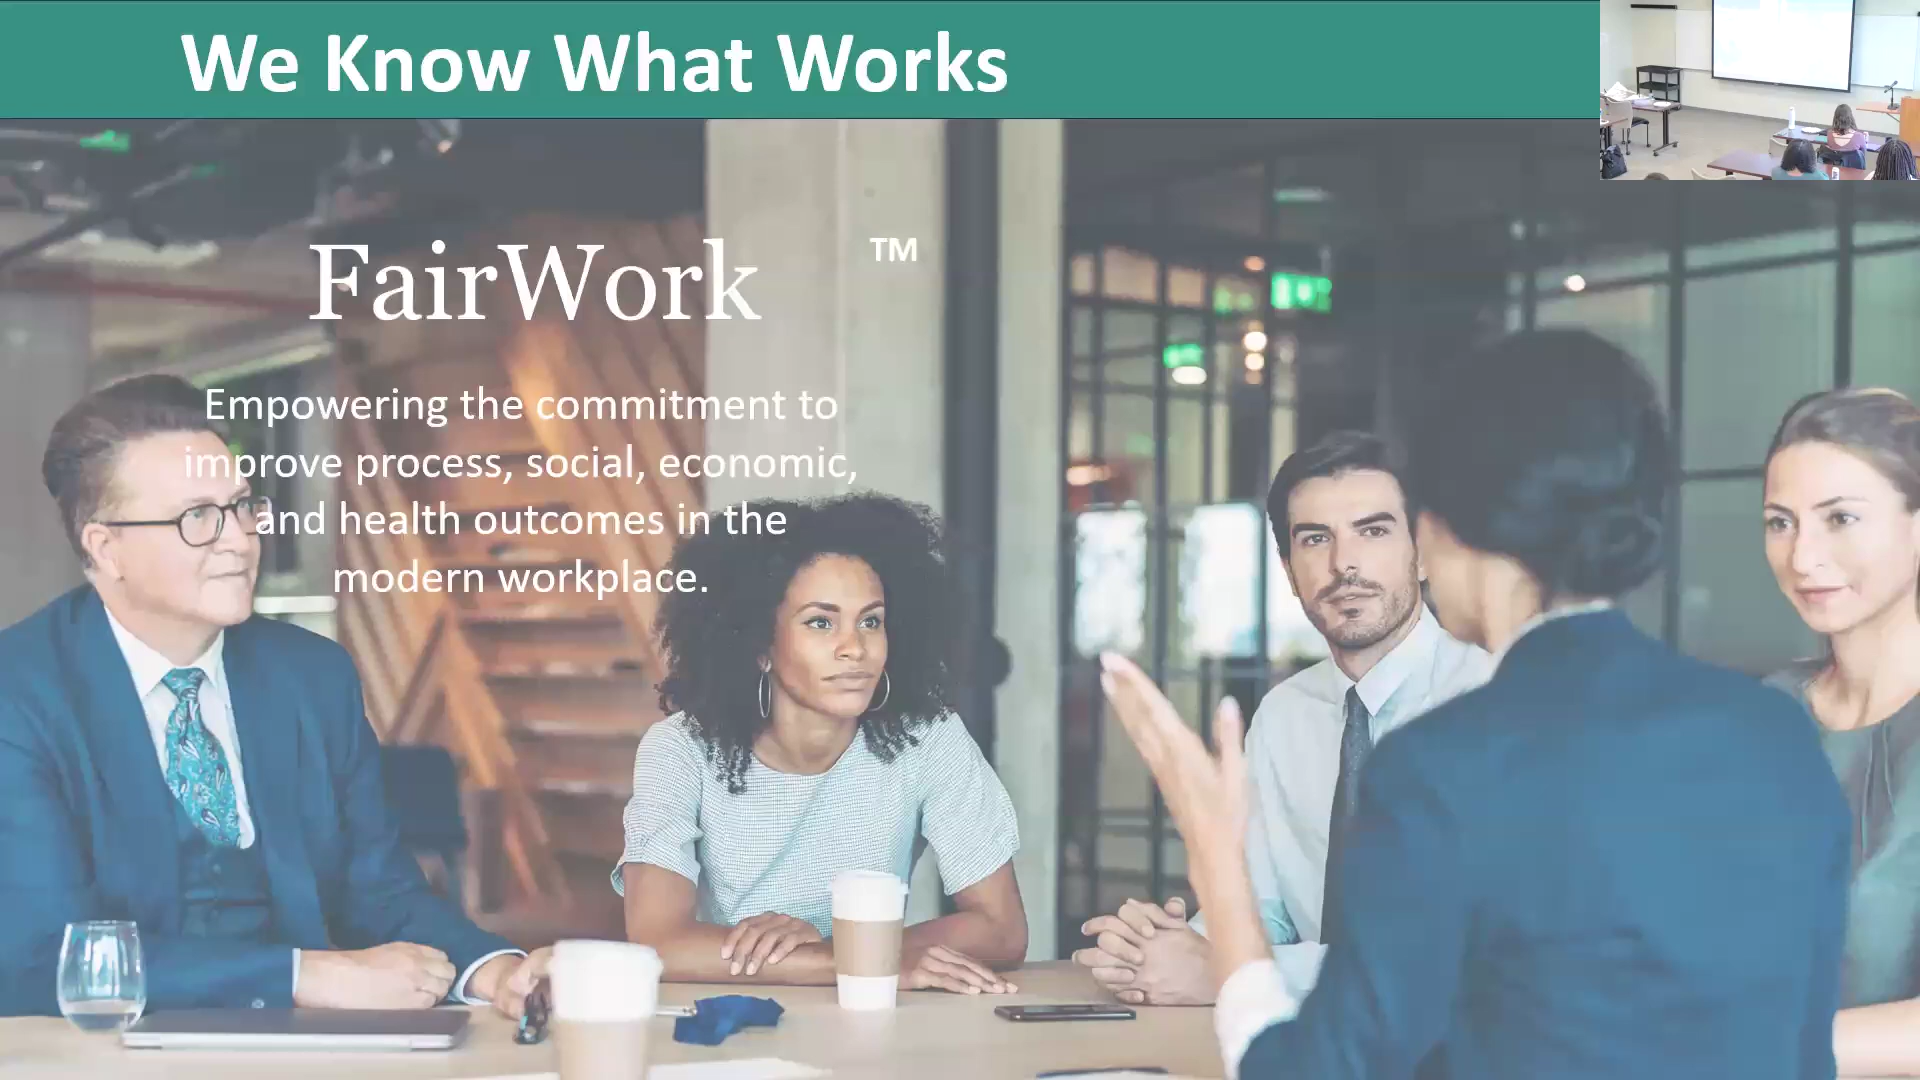 We Know What Works
FairWork
TM
Empowering the commitment to
improve process, social, economic,
and health outcomes in the
modern workplace.